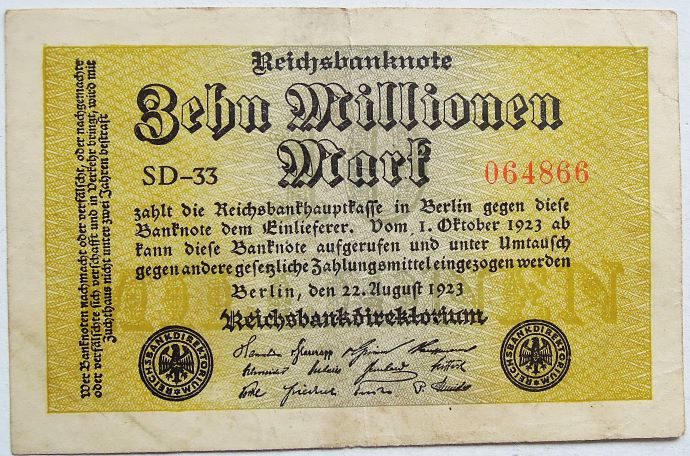 Reichsbanknote
Zehn Millionen
Mark
SD-33
064866
zahlt die Reichsbankhauptkasse in Berlin gegen diese
Banknote dem Einlieferer. Vom 1. Oktober 1923 ab
kann diese Banknote aufgerufen und unter Umtausch
gegen andere gesetzliche Zahlungsmittel eingezogen werden
Berlin, den 22. August 1923
Reichsbankdirektorium
REICHSBANKDIREKTORIUM
REICHSBANKDIREKTORIUM
Wer Banknoten nachmacht oder verfälscht, oder nachgemachte
oder verfälschte sich verschafft und in Verkehr bringt, wird mit
Zuchthaus nicht unter zwei Jahren bestraft